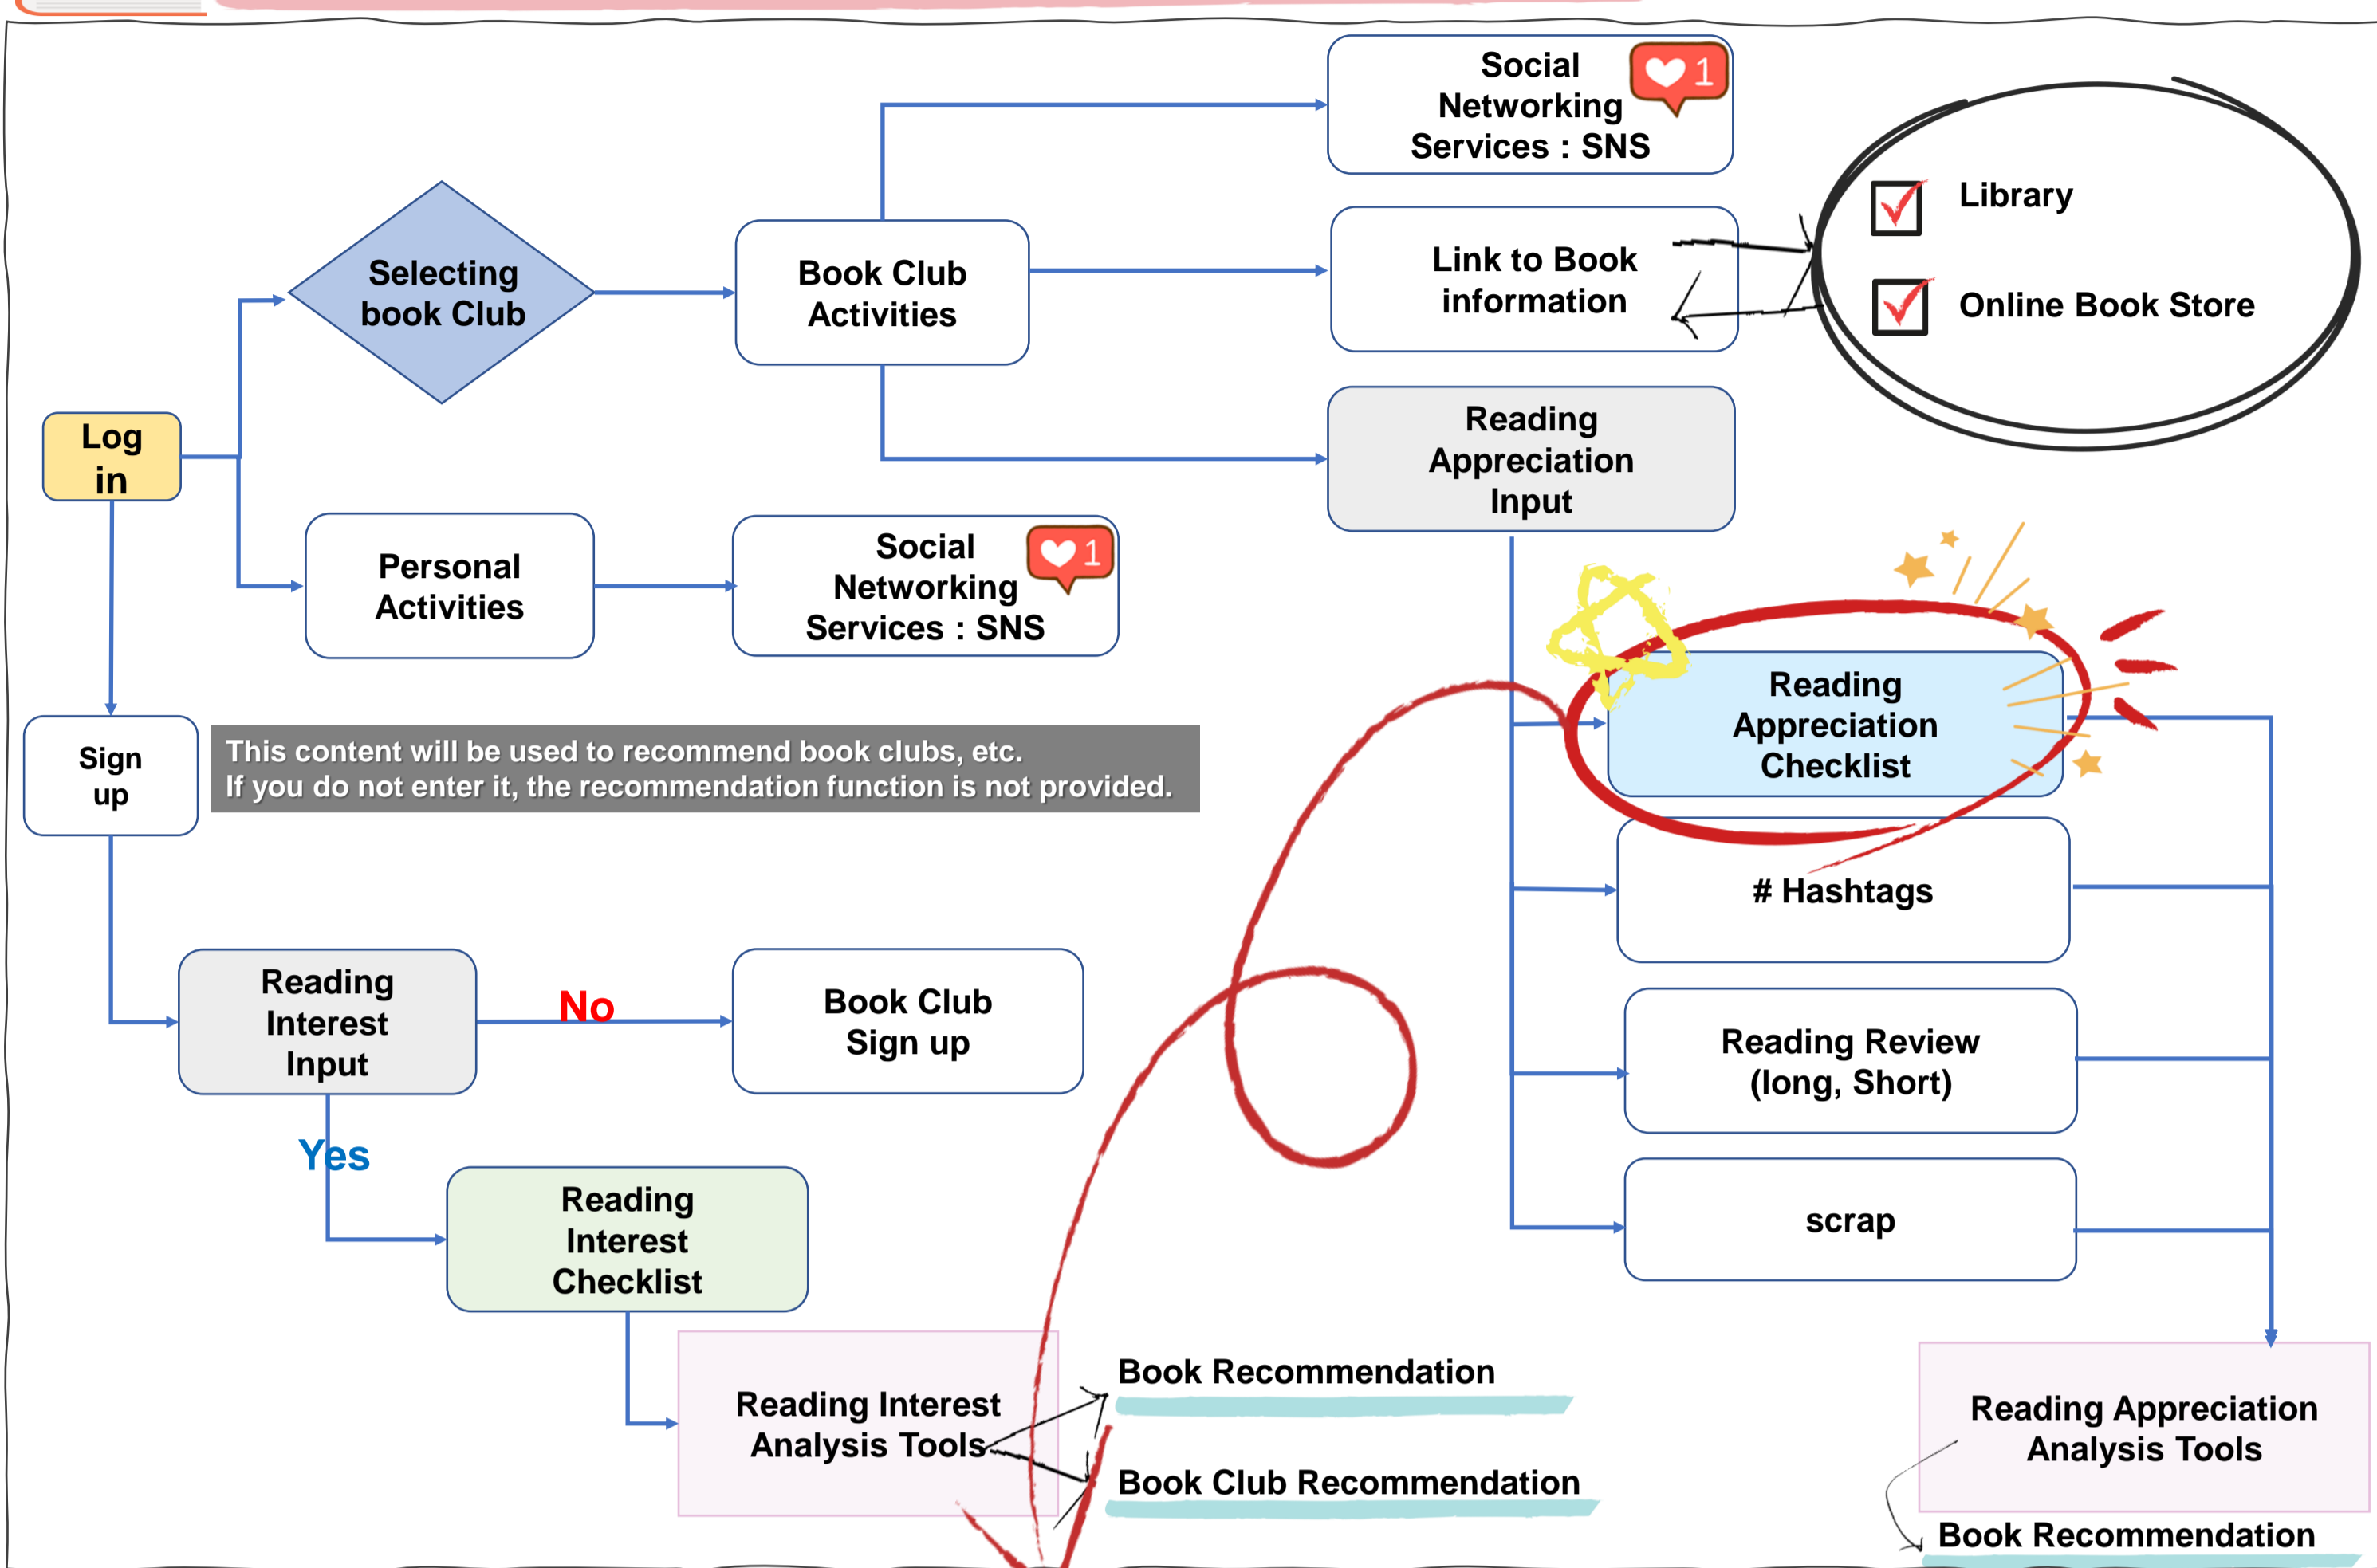 Social
Networking
Services : SNS
1
Library
Online Book Store
Selecting
book Club
Book Club
Activities
Link to Book
information
Log
in
Reading
Appreciation
Input
Personal
Activities
Social
Networking
Services : SNS
1
Sign
up
This content will be used to recommend book clubs, etc.
If you do not enter it, the recommendation function is not provided.
Reading
Appreciation
Checklist
# Hashtags
Reading
Interest
Input
No
Book Club
Sign up
Reading Review
(long, Short)
Yes
Reading
Interest
Checklist
scrap
Reading Interest
Analysis Tools
Book Recommendation
Book Club Recommendation
Reading Appreciation
Analysis Tools
Book Recommendation